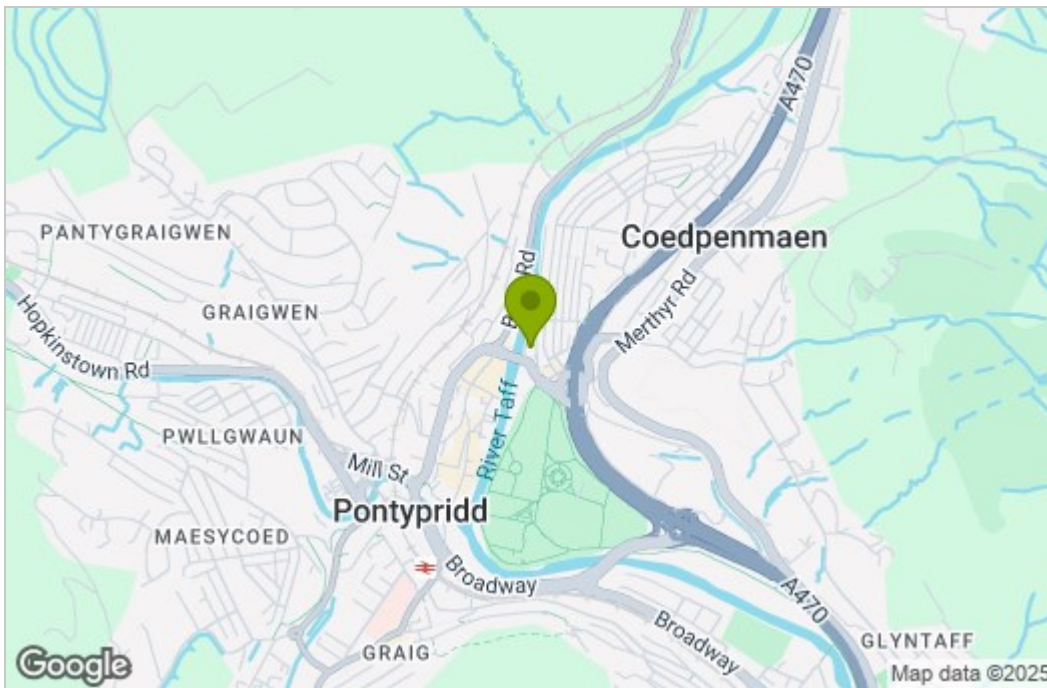 A470
PANTYGRAIGWEN
Coedpenmaen
Rd
GRAIGWEN
Merthyr Rd
Hopkinstown Rd
River Taff
PWLLGWAUN
Mill St
Pontypridd
MAESYCOED
Broadway
A470
Broadway
GRAIG
GLYNTAFF
Google
Map data ©2025